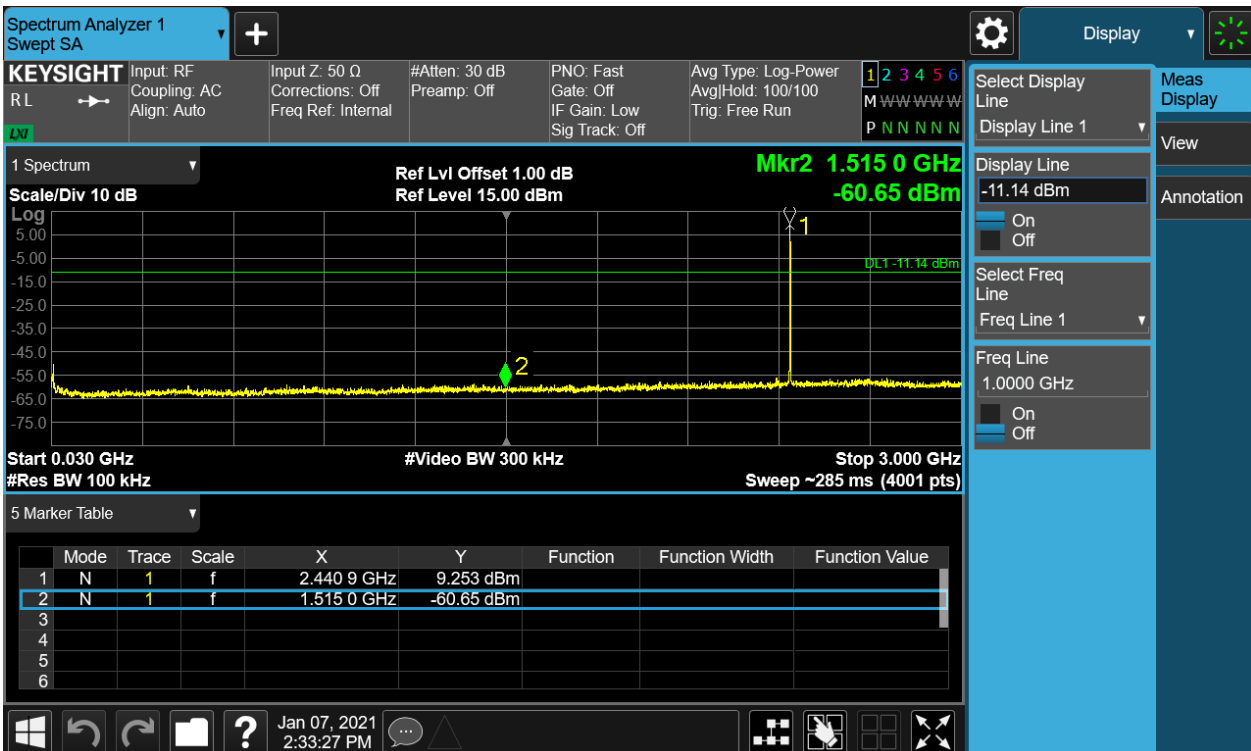 Spectrum Analyzer 1
Swept SA
+
Display
KEYSIGHT
R L
LXI
Input: RF
Coupling: AC
Align: Auto
Input Z: 50 Ω
Corrections: Off
Freq Ref: Internal
#Atten: 30 dB
Preamp: Off
PNO: Fast
Gate: Off
IF Gain: Low
Sig Track: Off
Avg Type: Log-Power
Avg|Hold: 100/100
Trig: Free Run
1 2 3 4 5 6
M W W W W W
P N N N N N
1 Spectrum
Scale/Div 10 dB
Ref Lvl Offset 1.00 dB
Ref Level 15.00 dBm
Mkr2 1.515 0 GHz
-60.65 dBm
Log
5.00
-5.00
-15.0
-25.0
-35.0
-45.0
-55.0
-65.0
-75.0
1
DL1 -11.14 dBm
2
Start 0.030 GHz
#Video BW 300 kHz
Stop 3.000 GHz
#Res BW 100 kHz
Sweep ~285 ms (4001 pts)
5 Marker Table
Mode Trace Scale X Y Function Function Width Function Value
1 N 1 f 2.440 9 GHz 9.253 dBm
2 N 1 f 1.515 0 GHz -60.65 dBm
3
4
5
6
?
Jan 07, 2021
2:33:27 PM
Select Display
Line
Display Line 1
Display Line
-11.14 dBm
On
Off
Select Freq
Line
Freq Line 1
Freq Line
1.0000 GHz
On
Off
Meas
Display
View
Annotation